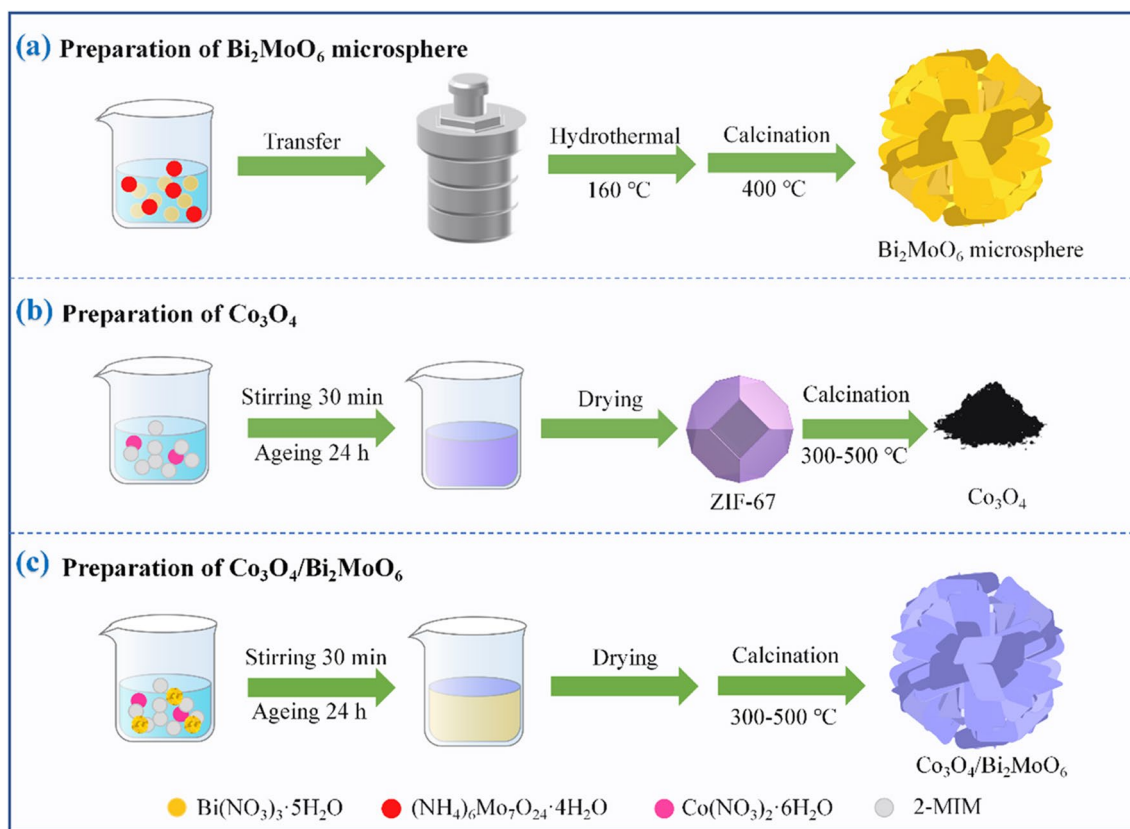 (a) Preparation of Bi₂MoO₆ microsphere
Transfer
Hydrothermal
160 °C
Calcination
400 °C
Bi₂MoO₆ microsphere
(b) Preparation of Co₃O₄
Stirring 30 min
Ageing 24 h
Drying
ZIF-67
Calcination
300-500 °C
Co₃O₄
(c) Preparation of Co₃O₄/Bi₂MoO₆
Stirring 30 min
Ageing 24 h
Drying
Calcination
300-500 °C
Co₃O₄/Bi₂MoO₆
Bi(NO₃)₃·5H₂O (NH₄)₆Mo₇O₂₄·4H₂O Co(NO₃)₂·6H₂O 2-MIM